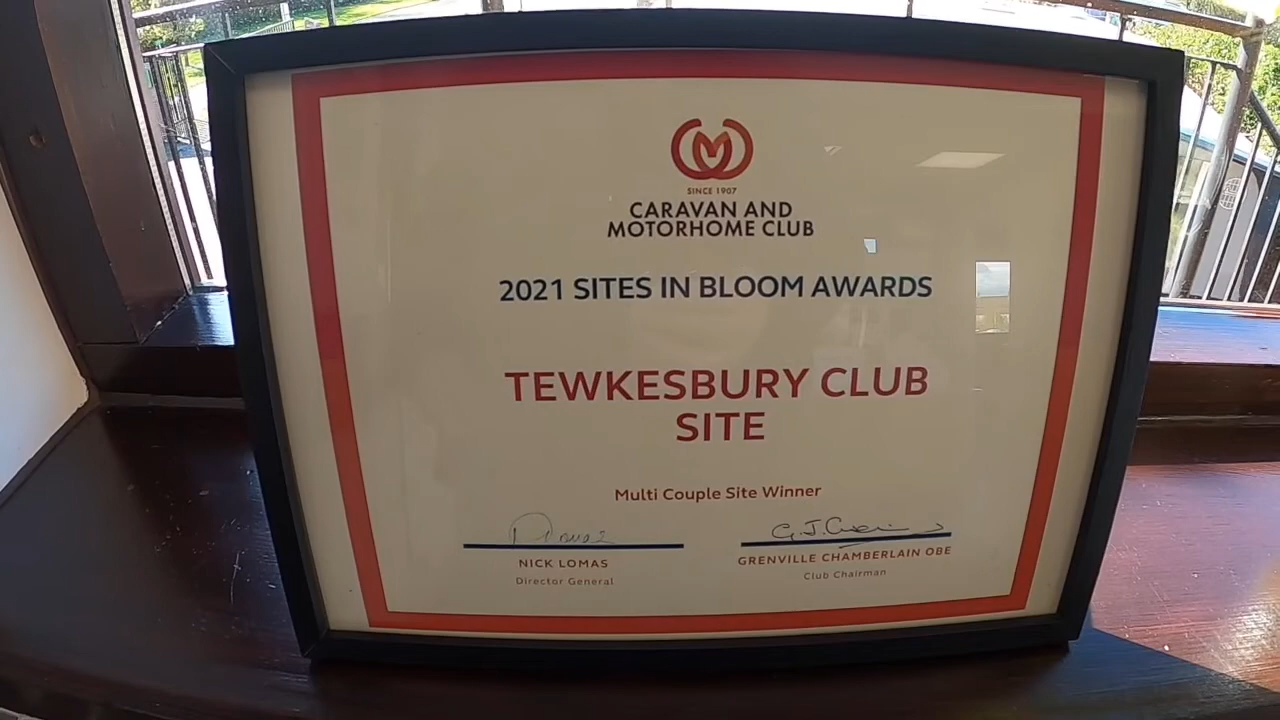 SINCE 1907
CARAVAN AND
MOTORHOME CLUB
2021 SITES IN BLOOM AWARDS
TEWKESBURY CLUB
SITE
Multi Couple Site Winner
NICK LOMAS
Director General
GRENVILLE CHAMBERLAIN OBE
Club Chairman